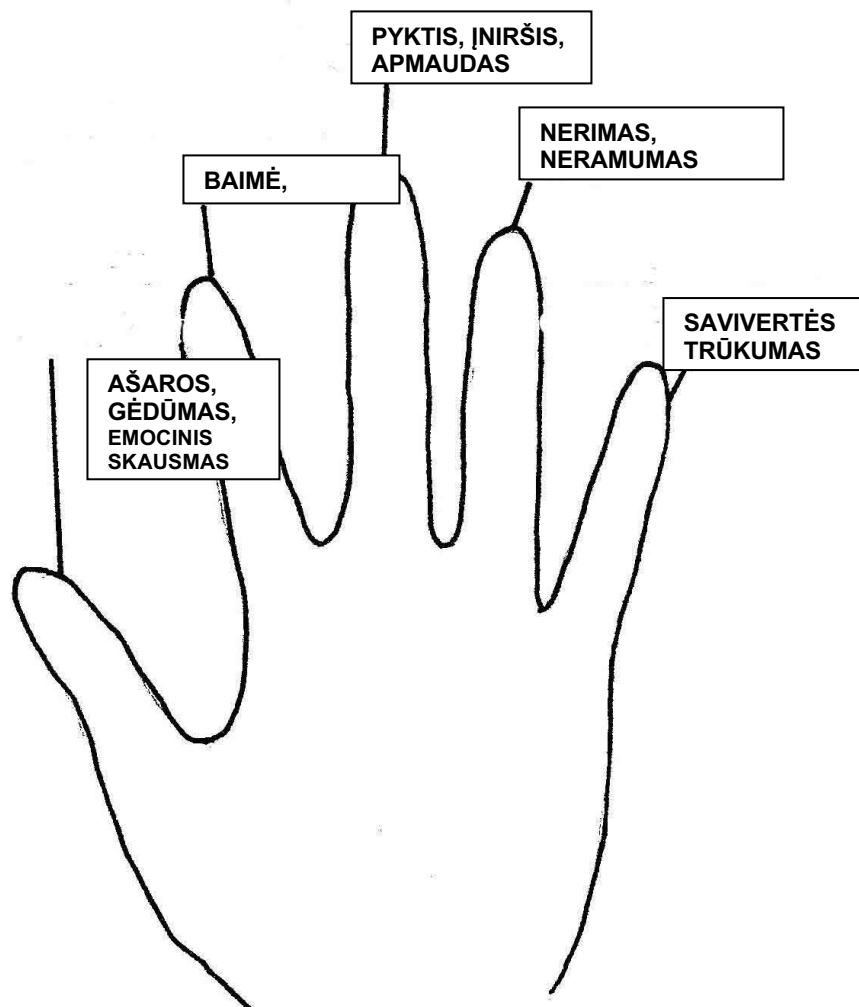 PYKTIS, ĮNIRŠIS,
APMAUDAS
NERIMAS,
NERAMUMAS
BAIMĖ,
SAVIVERTĖS
TRŪKUMAS
AŠAROS,
GĖDŪMAS,
EMOCINIS
SKAUSMAS